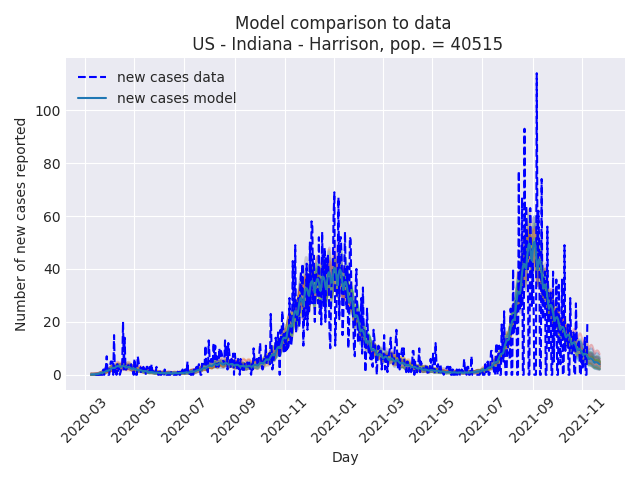 Model comparison to data
US - Indiana - Harrison, pop. = 40515
new cases data
new cases model
Number of new cases reported
100
80
60
40
20
0
2020-03
2020-05
2020-07
2020-09
2020-11
2021-01
2021-03
2021-05
2021-07
2021-09
2021-11
Day